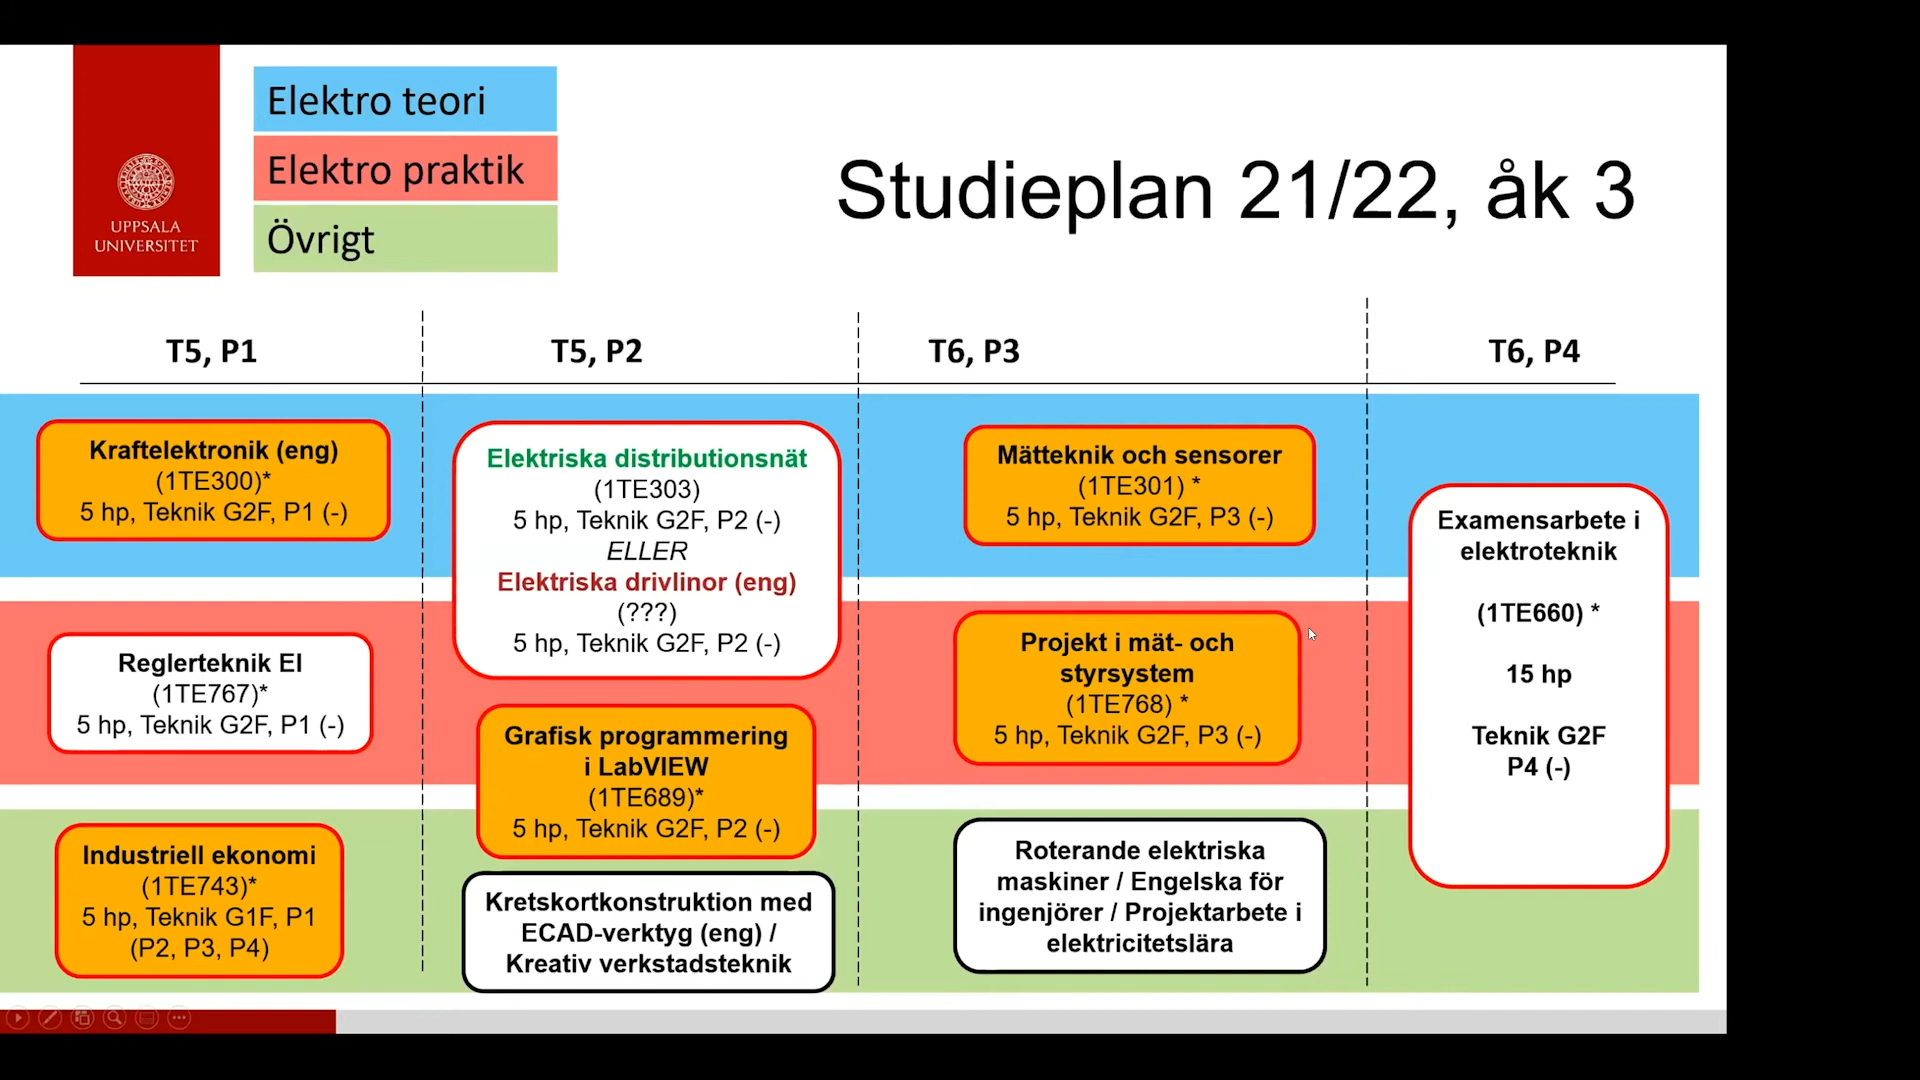 UPPSALA
UNIVERSITET
Elektro teori
Elektro praktik
Övrigt
Studieplan 21/22, åk 3
T5, P1
T5, P2
T6, P3
T6, P4
Kraftelektronik (eng)
(1TE300)*
5 hp, Teknik G2F, P1 (-)
Reglerteknik EI
(1TE767)*
5 hp, Teknik G2F, P1 (-)
Industriell ekonomi
(1TE743)*
5 hp, Teknik G1F, P1
(P2, P3, P4)
Elektriska distributionsnät
(1TE303)
5 hp, Teknik G2F, P2 (-)
ELLER
Elektriska drivlinor (eng)
(???)
5 hp, Teknik G2F, P2 (-)
Grafisk programmering
i LabVIEW
(1TE689)*
5 hp, Teknik G2F, P2 (-)
Kretskortkonstruktion med
ECAD-verktyg (eng) /
Kreativ verkstadsteknik
Mätteknik och sensorer
(1TE301) *
5 hp, Teknik G2F, P3 (-)
Projekt i mät- och
styrsystem
(1TE768) *
5 hp, Teknik G2F, P3 (-)
Roterande elektriska
maskiner / Engelska för
ingenjörer / Projektarbete i
elektricitetslära
Examensarbete i
elektroteknik
(1TE660) *
15 hp
Teknik G2F
P4 (-)